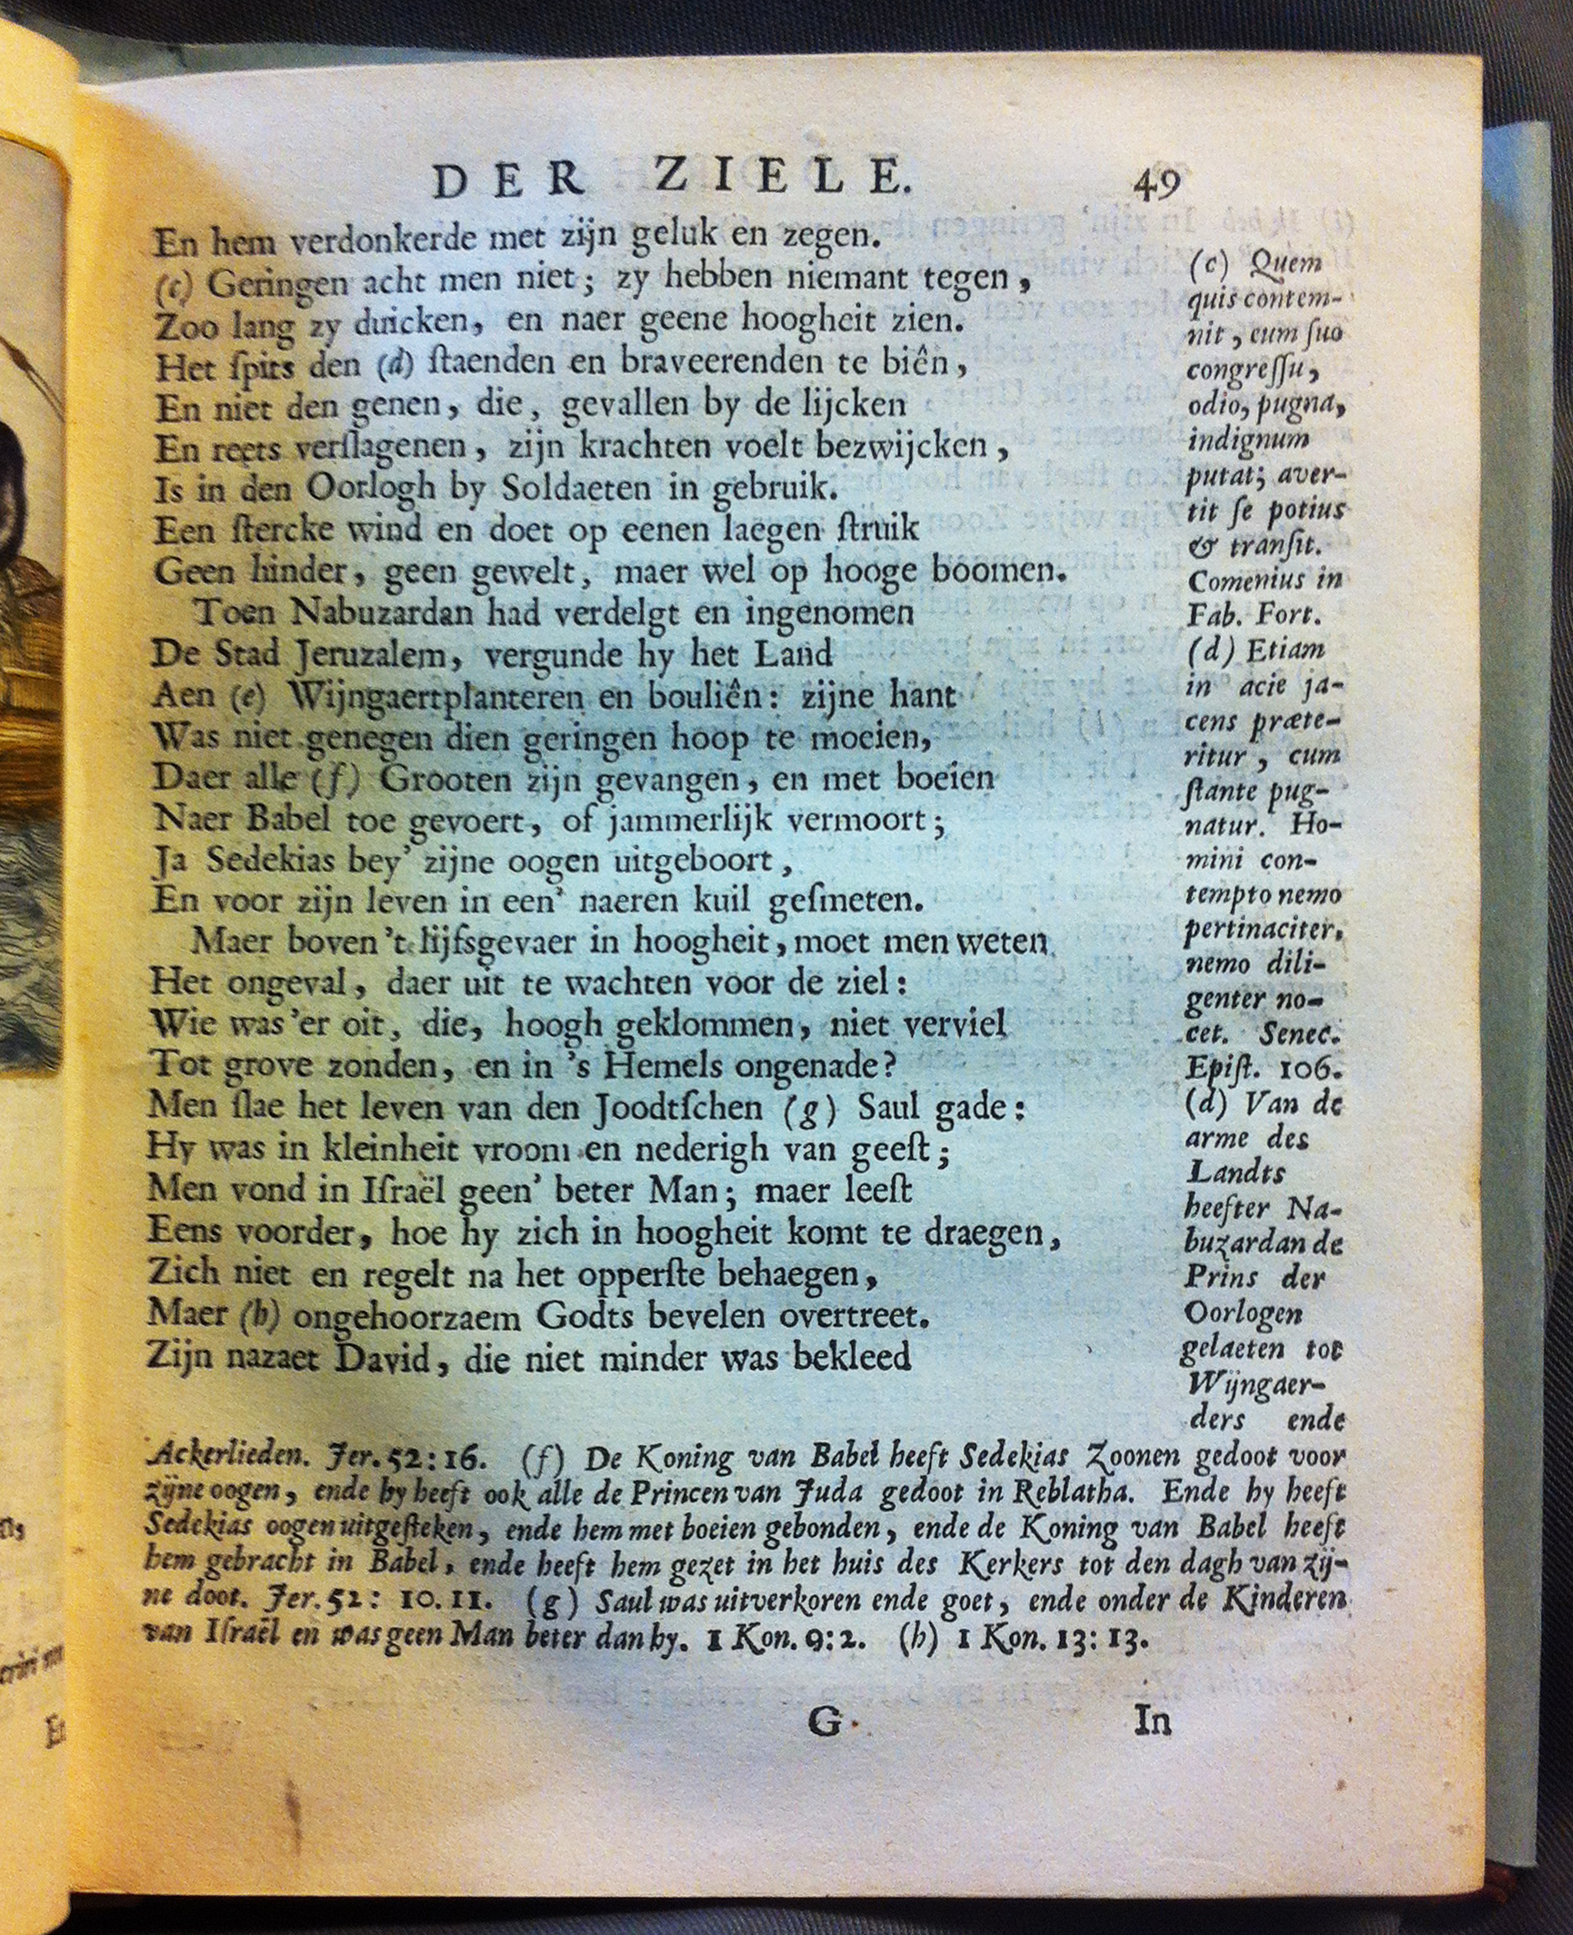 DER ZIELE. 49
En hem verdonkerde met zijn geluk en zegen.
(c) Geringen acht men niet; zy hebben niemant tegen,
Zoo lang zy duicken, en naer geene hoogheit zien.
Het ſpits den (d) ſtaenden en braveerenden te biên,
En niet den genen, die, gevallen by de lijcken
En reets verſlagenen, zijn krachten voelt bezwijcken,
Is in den Oorlogh by Soldaeten in gebruik.
Een ſtercke wind en doet op eenen laegen ſtruik
Geen hinder, geen gewelt, maer wel op hooge boomen.
Toen Nabuzardan had verdelgt en ingenomen
De Stad Jeruzalem, vergunde hy het Land
Aen (e) Wijngaertplanteren en bouliên: zijne hant
Was niet genegen dien geringen hoop te moeien,
Daer alle (f) Grooten zijn gevangen, en met boeien
Naer Babel toe gevoert, of jammerlijk vermoort;
Ja Sedekias bey' zijne oogen uitgeboort,
En voor zijn leven in een' naeren kuil geſmeten.
Maer boven 't lijfsgevaer in hoogheit, moet men weten
Het ongeval, daer uit te wachten voor de ziel:
Wie was 'er oit, die, hoogh geklommen, niet verviel
Tot grove zonden, en in 's Hemels ongenade?
Men ſlae het leven van den Joodtſchen (g) Saul gade:
Hy was in kleinheit vroom en nederigh van geeſt;
Men vond in Iſraël geen' beter Man; maer leeſt
Eens voorder, hoe hy zich in hoogheit komt te draegen,
Zich niet en regelt na het opperſte behaegen,
Maer (h) ongehoorzaem Godts bevelen overtreet.
Zijn nazaet David, die niet minder was bekleed
(c) Quem
quis contem-
nit, cum ſuo
congreſſu,
odio, pugna,
indignum
putat; aver-
tit ſe potius
& tranſit.
Comenius in
Fab. Fort.
(d) Etiam
in acie ja-
cens præte-
ritur, cum
ſtante pug-
natur. Ho-
mini con-
tempto nemo
pertinaciter,
nemo dili-
genter no-
cet. Senec.
Epiſt. 106.
(d) Van de
arme des
Landts
heefter Na-
buzardan de
Prins der
Oorlogen
gelaeten tot
Wijngaer-
ders ende
Ackerlieden. Jer. 52:16. (f) De Koning van Babel heeft Sedekias Zoonen gedoot voor
zijne oogen, ende hy heeft ook alle de Princen van Juda gedoot in Reblatha. Ende hy heeft
Sedekias oogen uitgeſteken, ende hem met boeien gebonden, ende de Koning van Babel heeft
hem gebracht in Babel, ende heeft hem gezet in het huis des Kerkers tot den dagh van zij-
ne doot. Jer. 52: 10. 11. (g) Saul was uitverkoren ende goet, ende onder de Kinderen
van Iſraël en was geen Man beter dan hy. 1 Kon. 9:2. (h) 1 Kon. 13: 13.
G In